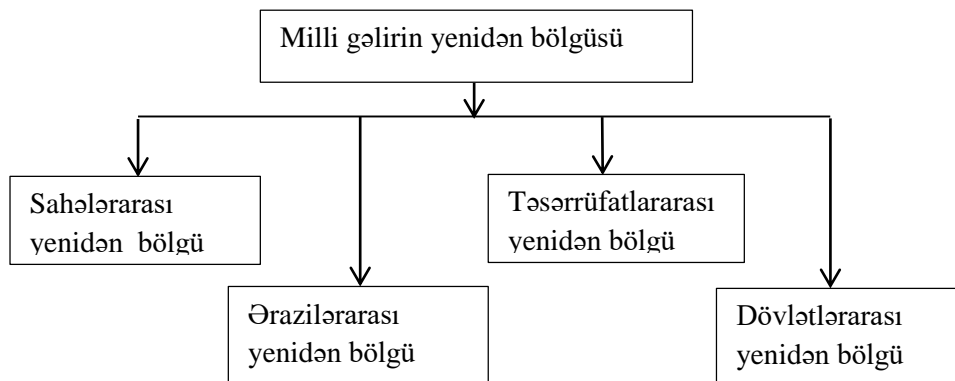 Milli gəlirin yenidən bölgüsü
Sahələrarası
yenidən bölgü
Təsərrüfatlararası
yenidən bölgü
Ərazilərarası
yenidən bölgü
Dövlətlərarası
yenidən bölgü